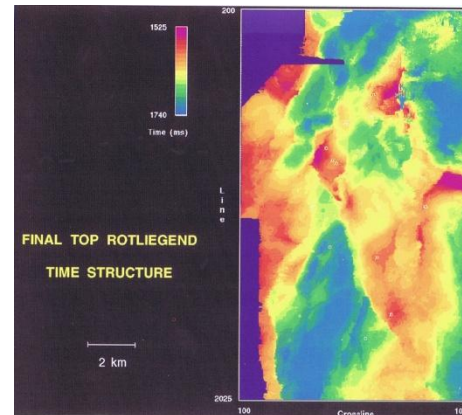 1525
1740
Time (ms)
FINAL TOP ROTLIEGEND
TIME STRUCTURE
2 km
200
Line
2025
100
Crossline